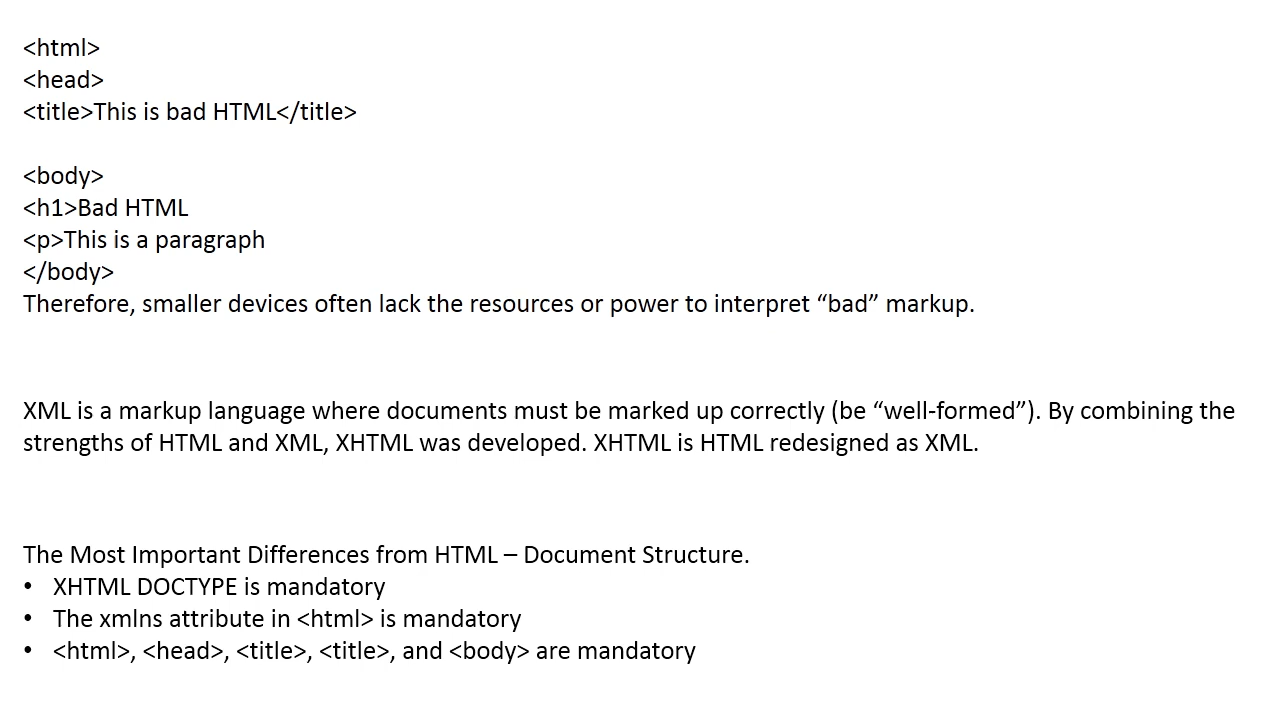 <html>
<head>
<title>This is bad HTML</title>
<body>
<h1>Bad HTML
<p>This is a paragraph
</body>
Therefore, smaller devices often lack the resources or power to interpret “bad” markup.
XML is a markup language where documents must be marked up correctly (be “well-formed”). By combining the
strengths of HTML and XML, XHTML was developed. XHTML is HTML redesigned as XML.
The Most Important Differences from HTML – Document Structure.
• XHTML DOCTYPE is mandatory
• The xmlns attribute in <html> is mandatory
• <html>, <head>, <title>, <title>, and <body> are mandatory